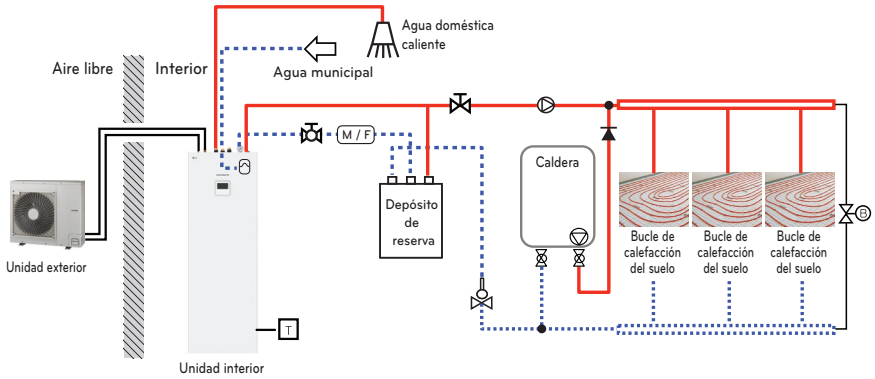 Agua doméstica
caliente
Agua municipal
Aire libre
Interior
M / F
Caldera
Depósito
de
reserva
Unidad exterior
T
Unidad interior
Bucle de
calefacción
del suelo
Bucle de
calefacción
del suelo
Bucle de
calefacción
del suelo
B